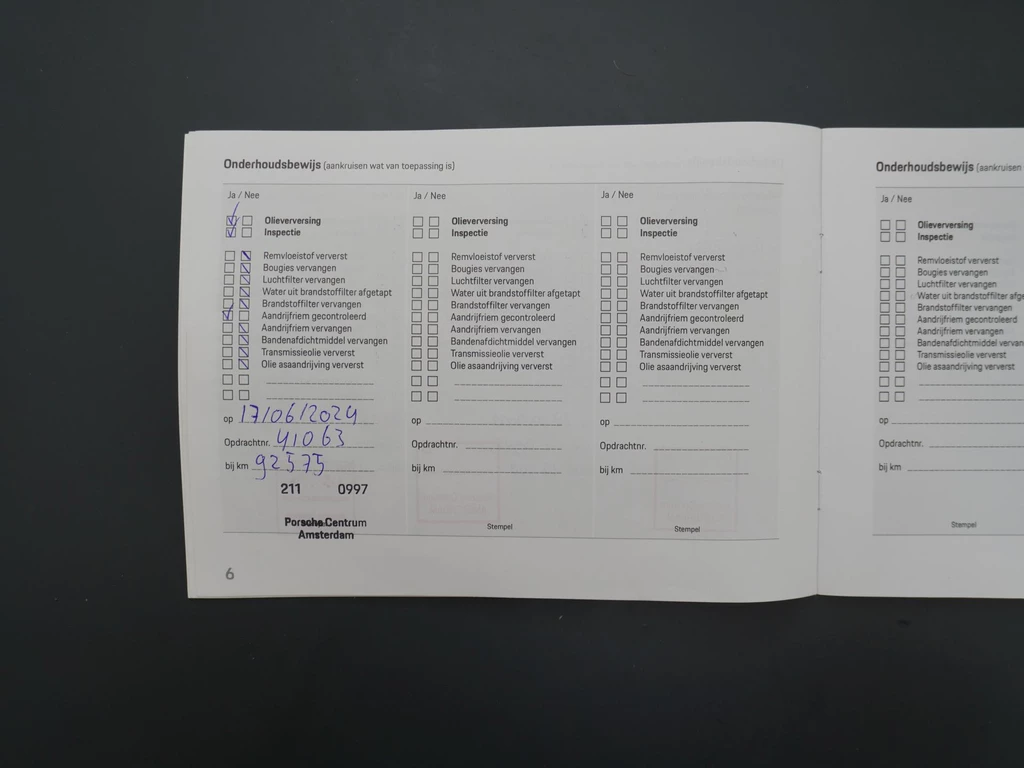 Onderhoudsbewijs (aankruisen wat van toepassing is)
Ja / Nee
Olieverversing
Inspectie
Remvloeistof ververst
Bougies vervangen
Luchtfilter vervangen
Water uit brandstoffilter afgetapt
Brandstoffilter vervangen
Aandrijfriem gecontroleerd
Aandrijfriem vervangen
Bandenafdichtmiddel vervangen
Transmissieolie ververst
Olie asaandrijving ververst
op 17/06/2024
Opdrachtnr. 41063
bij km 92575
211 0997
Porsche Centrum
Amsterdam
Ja / Nee
Olieverversing
Inspectie
Remvloeistof ververst
Bougies vervangen
Luchtfilter vervangen
Water uit brandstoffilter afgetapt
Brandstoffilter vervangen
Aandrijfriem gecontroleerd
Aandrijfriem vervangen
Bandenafdichtmiddel vervangen
Transmissieolie ververst
Olie asaandrijving ververst
op
Opdrachtnr.
bij km
Stempel
Ja / Nee
Olieverversing
Inspectie
Remvloeistof ververst
Bougies vervangen
Luchtfilter vervangen
Water uit brandstoffilter afgetapt
Brandstoffilter vervangen
Aandrijfriem gecontroleerd
Aandrijfriem vervangen
Bandenafdichtmiddel vervangen
Transmissieolie ververst
Olie asaandrijving ververst
op
Opdrachtnr.
bij km
Stempel
6
Onderhoudsbewijs (aankruisen
Ja / Nee
Olieverversing
Inspectie
Remvloeistof ververst
Bougies vervangen
Luchtfilter vervangen
Water uit brandstoffilter afge
Brandstoffilter vervangen
Aandrijfriem gecontroleerd
Aandrijfriem vervangen
Bandenafdichtmiddel vervan
Transmissieolie ververst
Olie asaandrijving ververst
op
Opdrachtnr.
bij km
Stempel